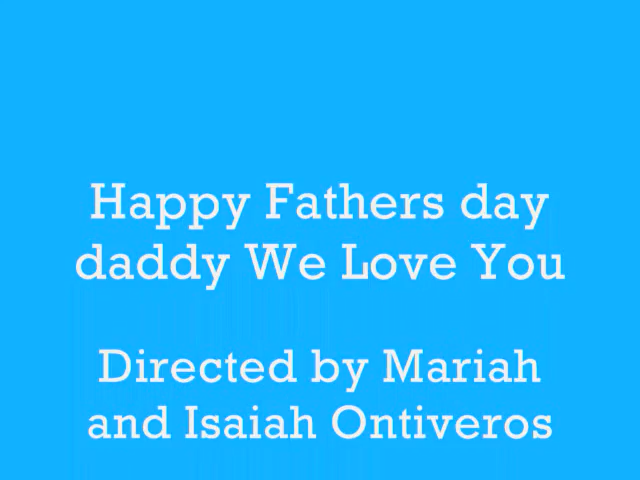 Happy Fathers day
daddy We Love You
Directed by Mariah
and Isaiah Ontiveros